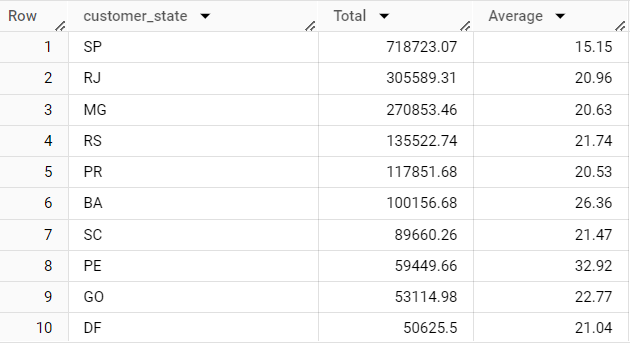 Row customer_state Total Average
1 SP 718723.07 15.15
2 RJ 305589.31 20.96
3 MG 270853.46 20.63
4 RS 135522.74 21.74
5 PR 117851.68 20.53
6 BA 100156.68 26.36
7 SC 89660.26 21.47
8 PE 59449.66 32.92
9 GO 53114.98 22.77
10 DF 50625.5 21.04